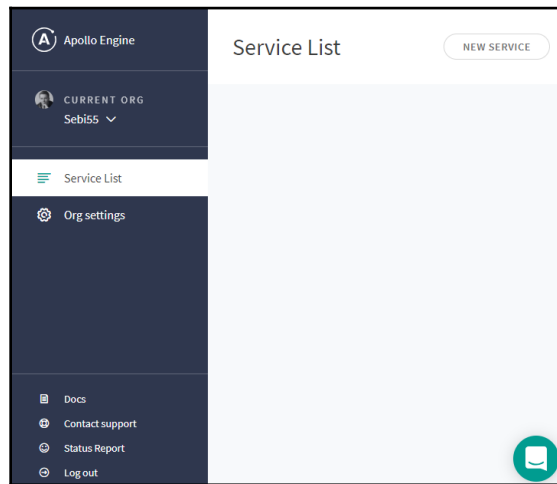 Apollo Engine
CURRENT ORG
Sebi55
Service List
Org settings
Docs
Contact support
Status Report
Log out
Service List
NEW SERVICE